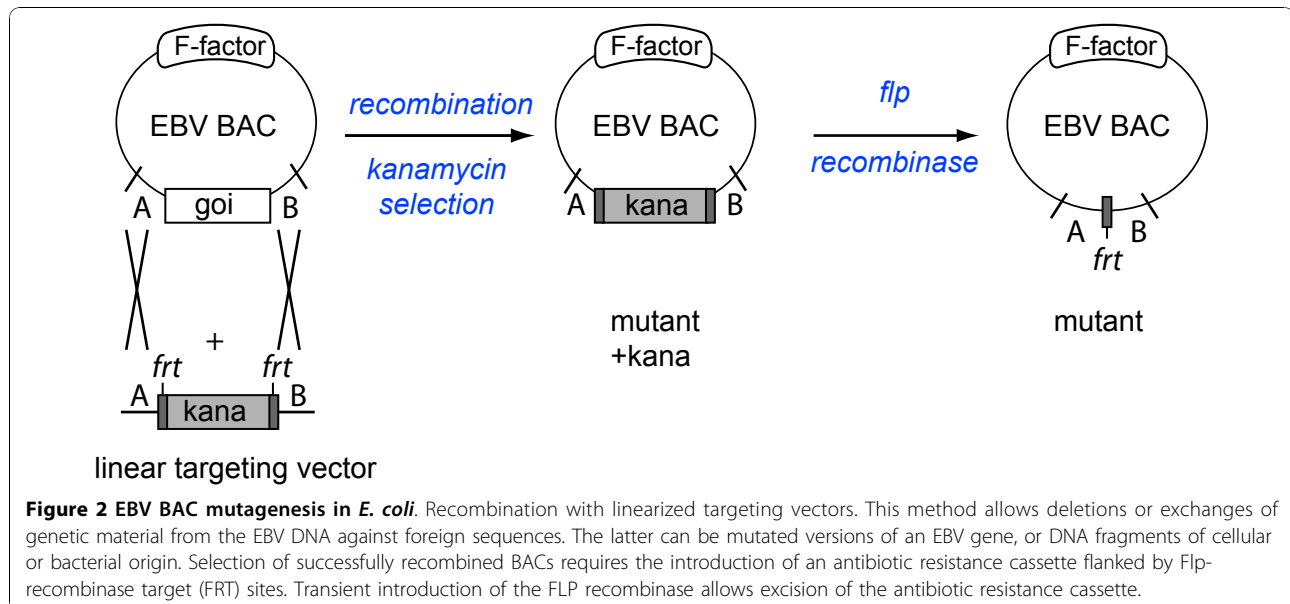 F-factor
EBV BAC
A
goi
B
+
frt
frt
A
kana
B
linear targeting vector
recombination
kanamycin
selection
F-factor
EBV BAC
A
kana
B
mutant
+kana
flp
recombinase
F-factor
EBV BAC
A
B
frt
mutant
Figure 2 EBV BAC mutagenesis in E. coli. Recombination with linearized targeting vectors. This method allows deletions or exchanges of
genetic material from the EBV DNA against foreign sequences. The latter can be mutated versions of an EBV gene, or DNA fragments of cellular
or bacterial origin. Selection of successfully recombined BACs requires the introduction of an antibiotic resistance cassette flanked by Flp-
recombinase target (FRT) sites. Transient introduction of the FLP recombinase allows excision of the antibiotic resistance cassette.